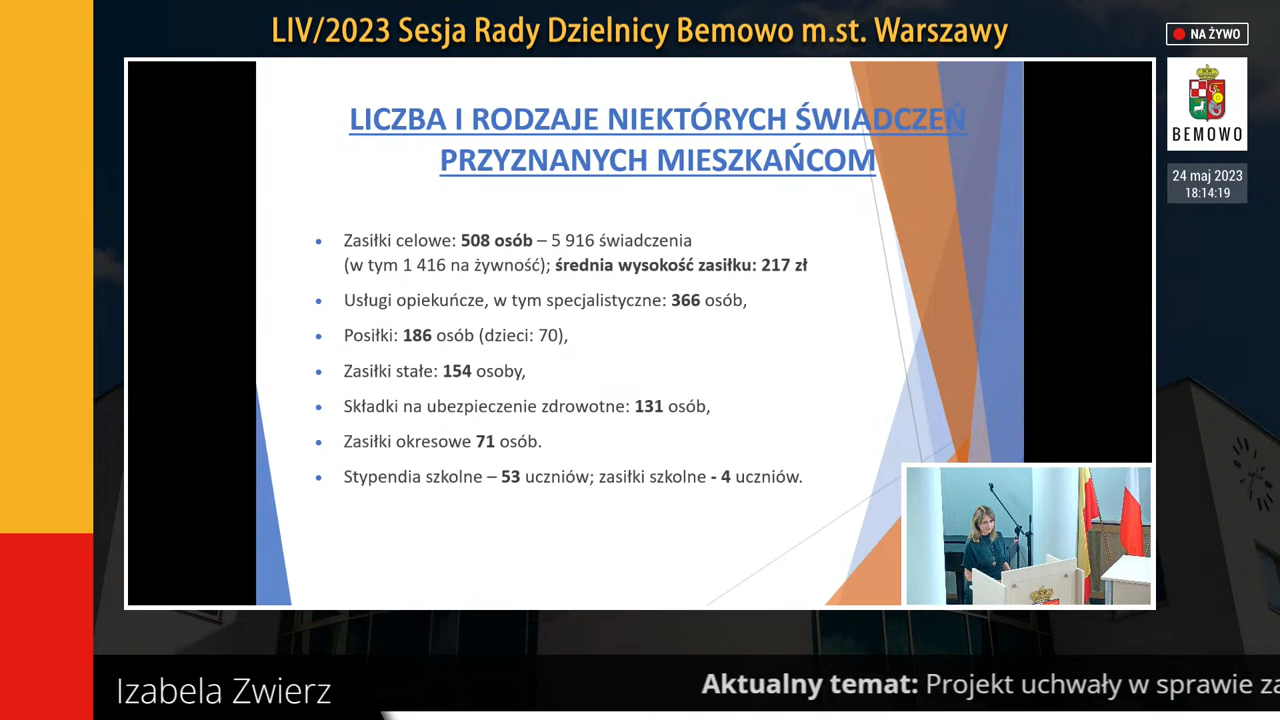 LIV/2023 Sesja Rady Dzielnicy Bemowo m.st. Warszawy
NA ŻYWO
BEMOWO
24 maj 2023
18:14:19
LICZBA I RODZAJE NIEKTÓRYCH ŚWIADCZEŃ
PRZYZNANYCH MIESZKAŃCOM
• Zasiłki celowe: 508 osób – 5 916 świadczenia
(w tym 1 416 na żywność); średnia wysokość zasiłku: 217 zł
• Usługi opiekuńcze, w tym specjalistyczne: 366 osób,
• Posiłki: 186 osób (dzieci: 70),
• Zasiłki stałe: 154 osoby,
• Składki na ubezpieczenie zdrowotne: 131 osób,
• Zasiłki okresowe 71 osób.
• Stypendia szkolne – 53 uczniów; zasiłki szkolne - 4 uczniów.
Izabela Zwierz
Aktualny temat: Projekt uchwały w sprawie za